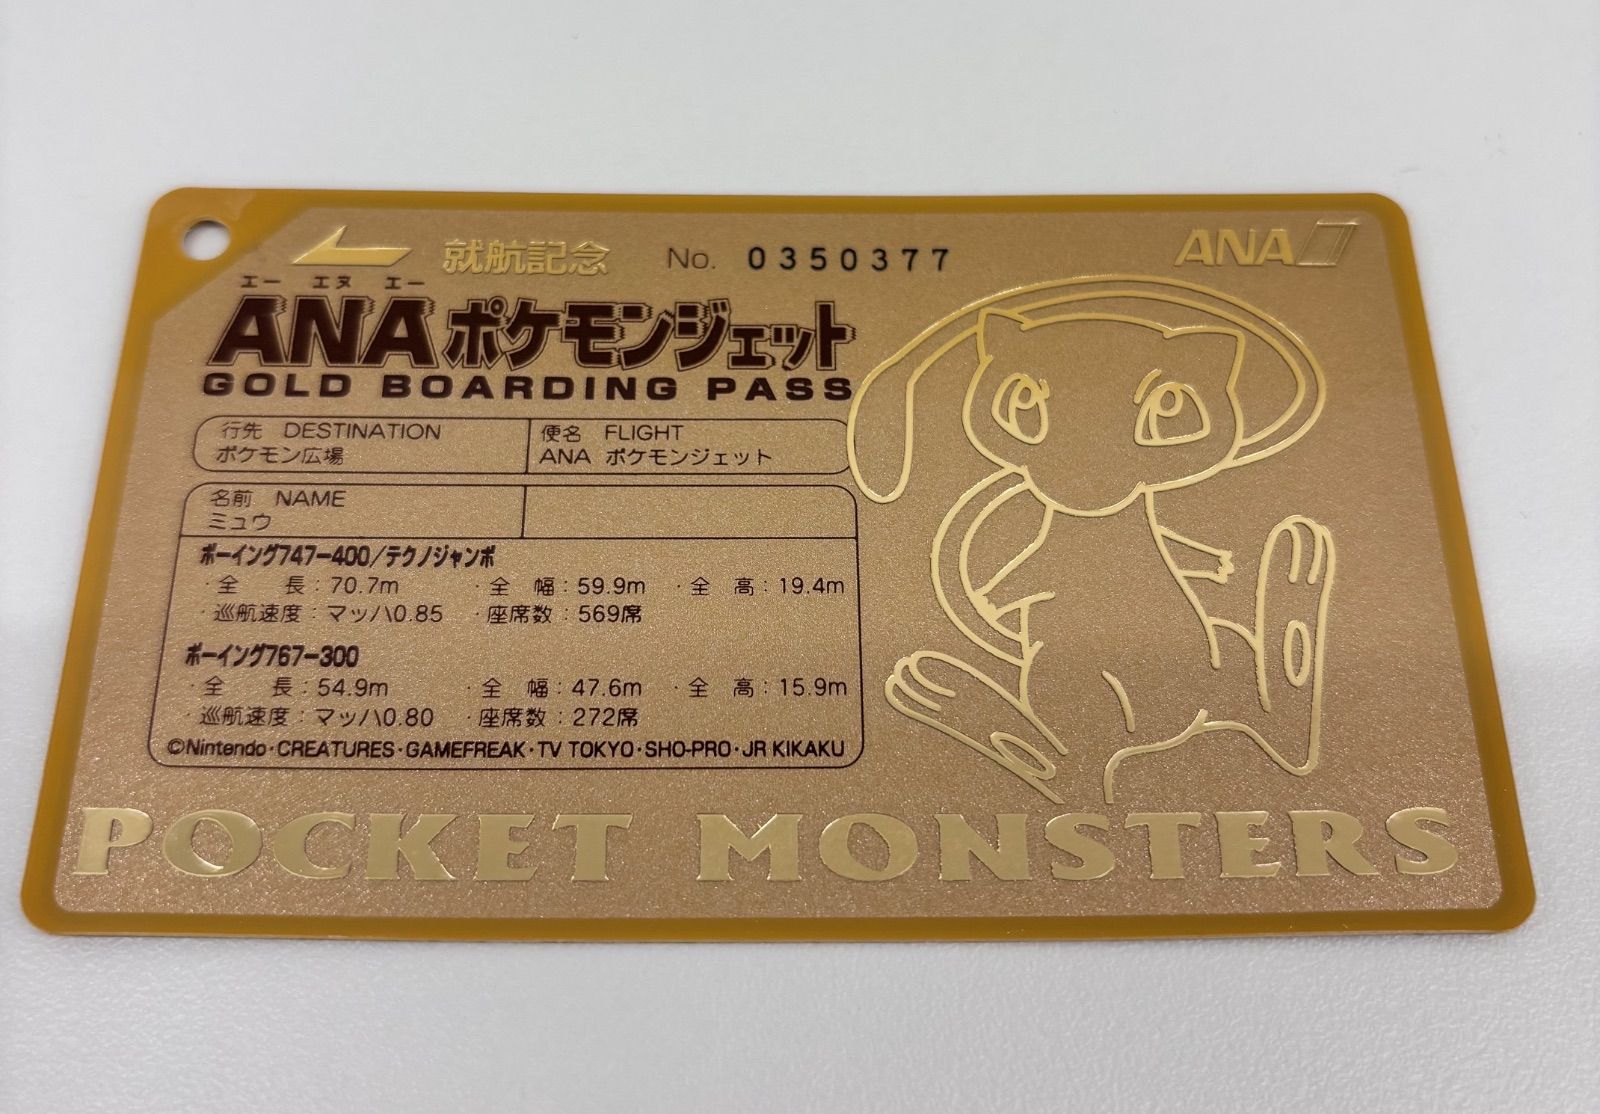 就航記念 No. 0350377 ANA
エー エヌ エー
ANAポケモンジェット
GOLD BOARDING PASS
行先 DESTINATION
ポケモン広場
便名 FLIGHT
ANA ポケモンジェット
名前 NAME
ミュウ
ボーイング747-400/テクノジャンボ
・全 長：70.7m ・全 幅：59.9m ・全 高：19.4m
・巡航速度：マッハ0.85 ・座席数：569席
ボーイング767-300
・全 長：54.9m ・全 幅：47.6m ・全 高：15.9m
・巡航速度：マッハ0.80 ・座席数：272席
©Nintendo・CREATURES・GAMEFREAK・TV TOKYO・SHO-PRO・JR KIKAKU
POCKET MONSTERS